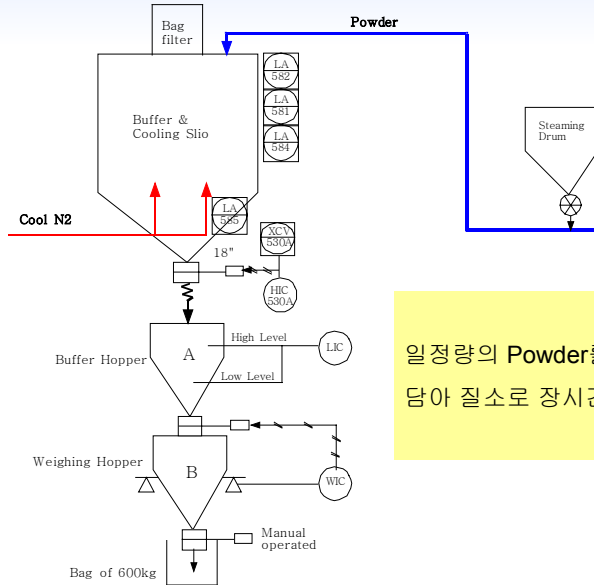 Bag
filter
Powder
LA
582
LA
581
LA
584
Buffer &
Cooling Slio
Steaming
Drum
LA
585
Cool N2
18"
XCV
530A
HIC
530A
High Level
A
LIC
Buffer Hopper
Low Level
일정량의 Powder를
담아 질소로 장시간
Weighing Hopper
B
WIC
Manual
operated
Bag of 600kg